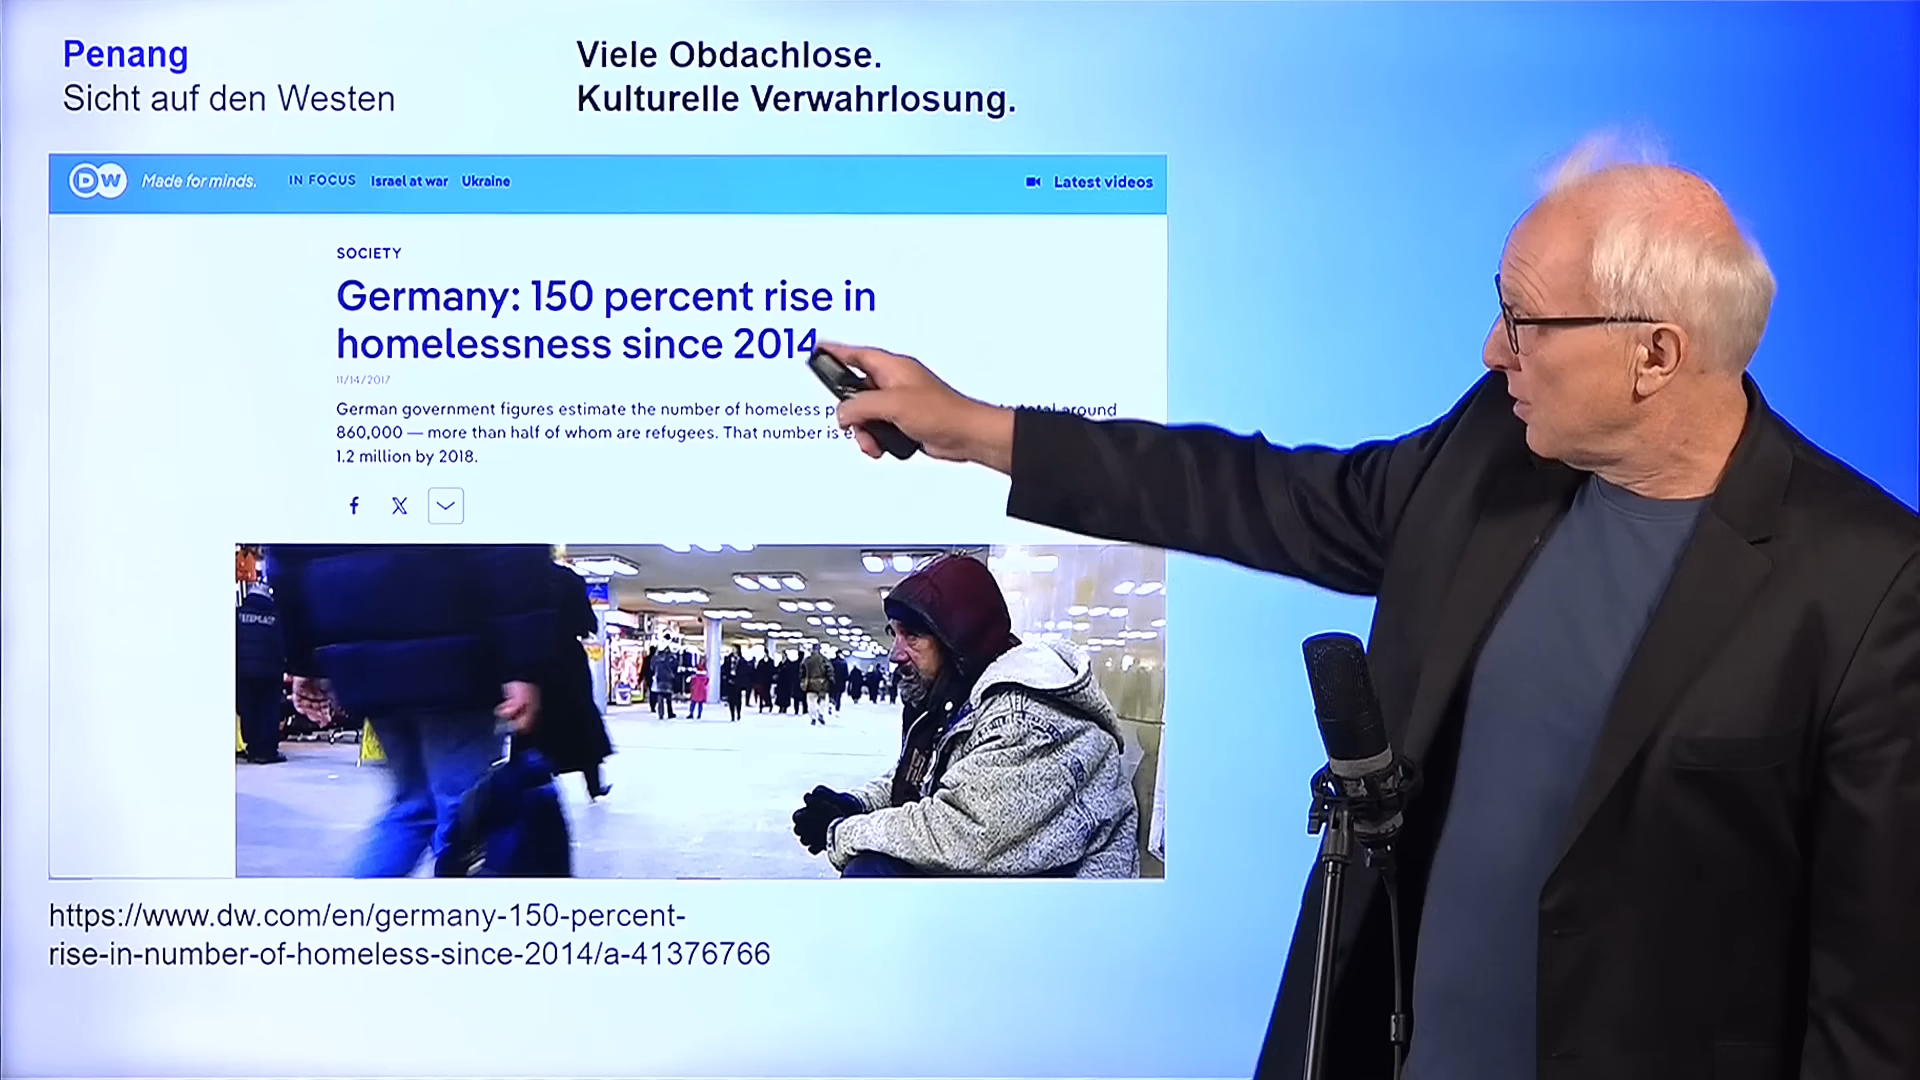 Penang
Sicht auf den Westen
Viele Obdachlose.
Kulturelle Verwahrlosung.
DW Made for minds. IN FOCUS Israel at war Ukraine Latest videos
SOCIETY
Germany: 150 percent rise in
homelessness since 2014
11/14/2017
German government figures estimate the number of homeless around
860,000 — more than half of whom are refugees. That number is
1.2 million by 2018.
https://www.dw.com/en/germany-150-percent-
rise-in-number-of-homeless-since-2014/a-41376766